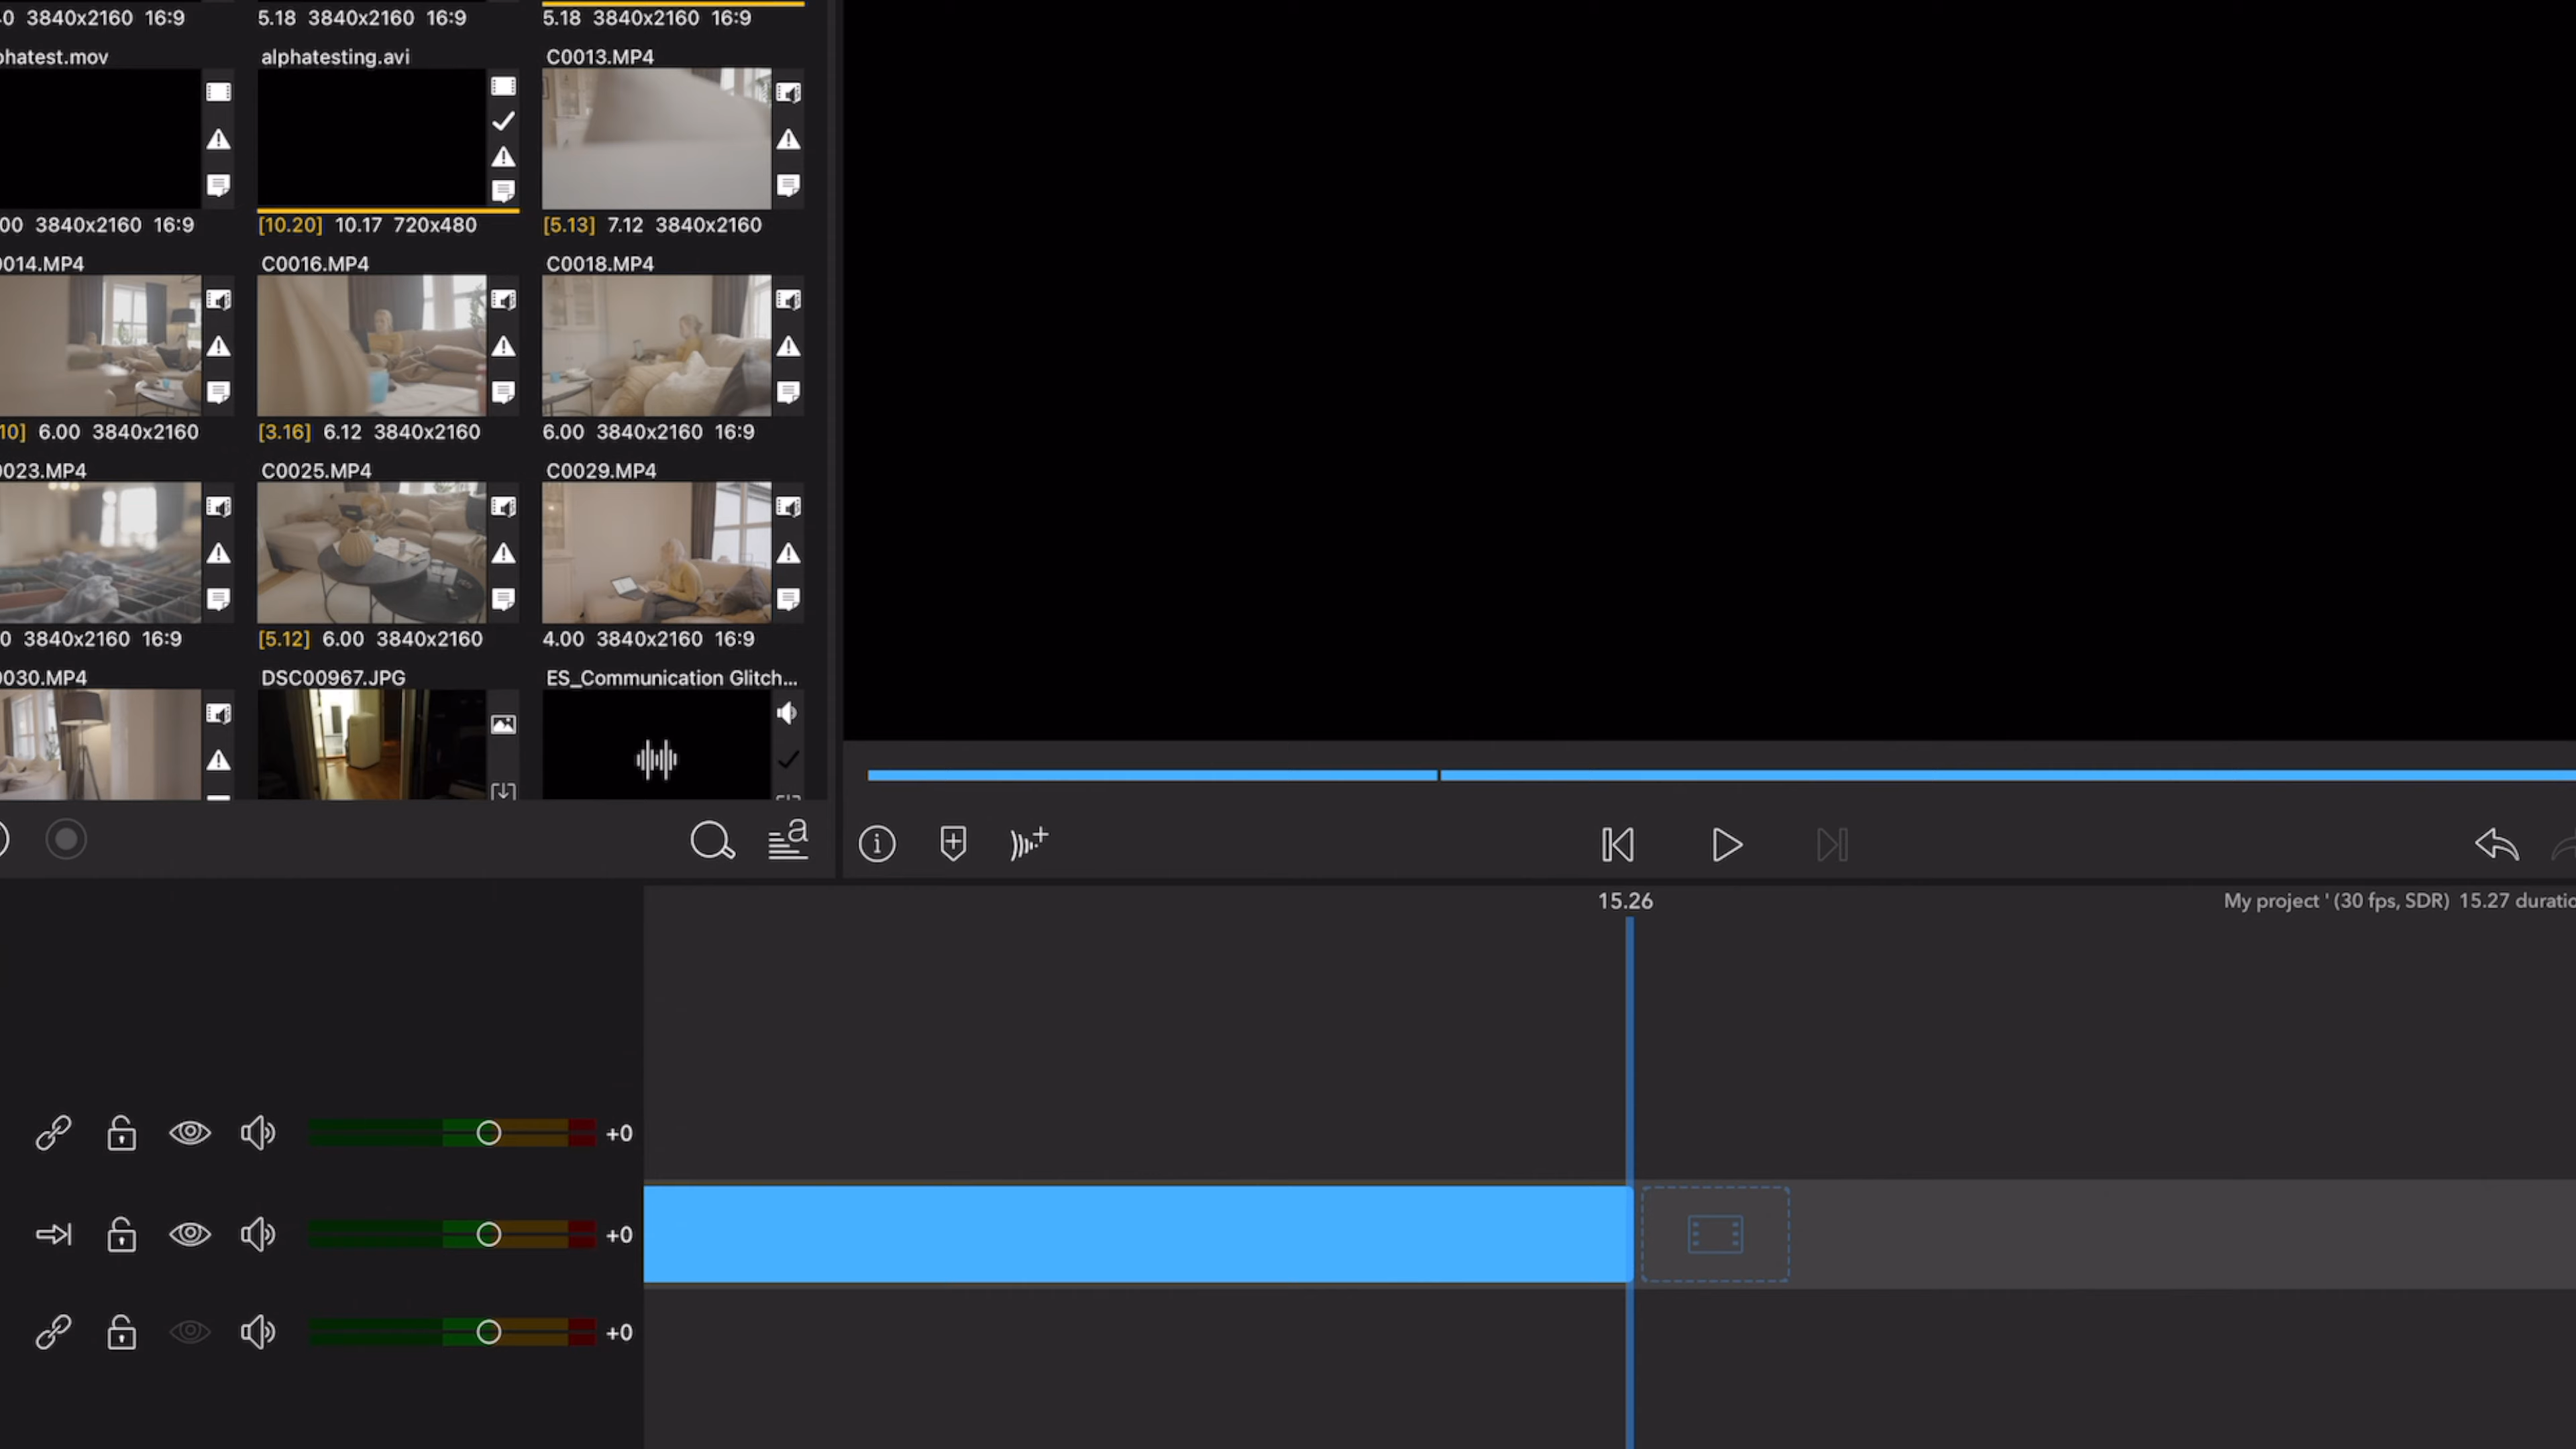 0 3840x2160 16:9
5.18 3840x2160 16:9
5.18 3840x2160 16:9
hatest.mov
alphatesting.avi
C0013.MP4
00 3840x2160 16:9
[10.20] 10.17 720x480
[5.13] 7.12 3840x2160
014.MP4
C0016.MP4
C0018.MP4
10] 6.00 3840x2160
[3.16] 6.12 3840x2160
6.00 3840x2160 16:9
023.MP4
C0025.MP4
C0029.MP4
0 3840x2160 16:9
[5.12] 6.00 3840x2160
4.00 3840x2160 16:9
030.MP4
DSC00967.JPG
ES_Communication Glitch...
a
15.26
My project ' (30 fps, SDR) 15.27 duratio
+0
+0
+0